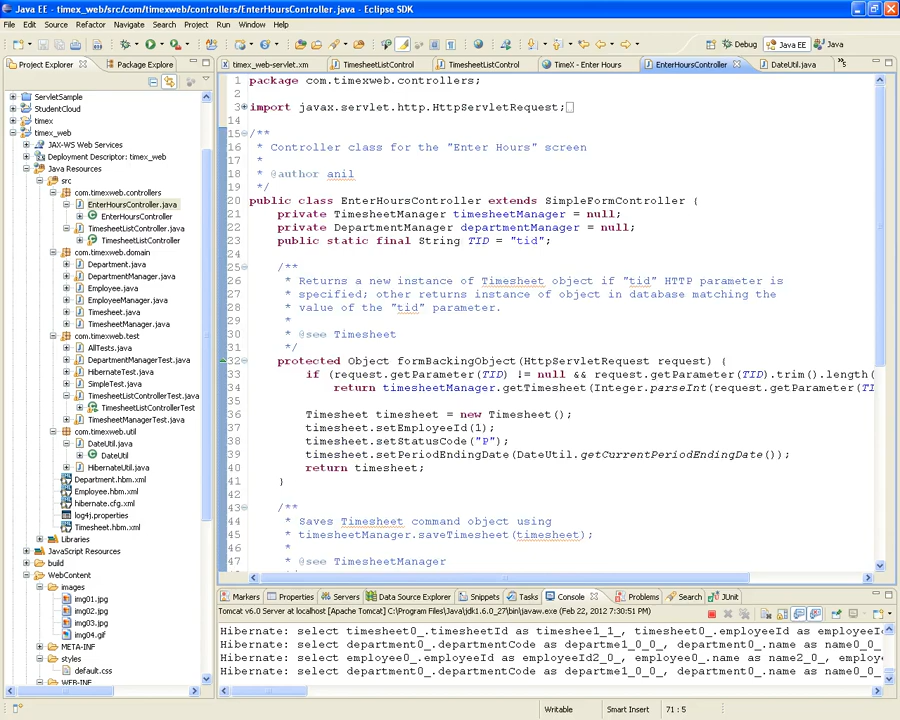 Java EE - timex_web/src/com/timexweb/controllers/EnterHoursController.java - Eclipse SDK
File Edit Source Refactor Navigate Search Project Run Window Help
Debug Java EE Java
Project Explorer Package Explorer
timex_web-servlet.xm TimesheetListControl TimesheetListControl TimeX - Enter Hours EnterHoursController DateUtil.java
ServletSample
StudentCloud
timex
timex_web
JAX-WS Web Services
Deployment Descriptor: timex_web
Java Resources
src
com.timexweb.controllers
EnterHoursController.java
EnterHoursController
TimesheetListController.java
TimesheetListController
com.timexweb.domain
Department.java
DepartmentManager.java
Employee.java
EmployeeManager.java
Timesheet.java
TimesheetManager.java
com.timexweb.test
AllTests.java
DepartmentManagerTest.java
HibernateTest.java
SimpleTest.java
TimesheetListControllerTest.java
TimesheetListControllerTest
TimesheetManagerTest.java
com.timexweb.util
DateUtil.java
DateUtil
HibernateUtil.java
Department.hbm.xml
Employee.hbm.xml
hibernate.cfg.xml
log4j.properties
Timesheet.hbm.xml
Libraries
JavaScript Resources
build
WebContent
images
img01.jpg
img02.jpg
img03.jpg
img04.gif
META-INF
styles
default.css
WEB-INF
1 package com.timexweb.controllers;
2
3 import javax.servlet.http.HttpServletRequest;
14
15 /**
16 * Controller class for the "Enter Hours" screen
17 *
18 * @author anil
19 */
20 public class EnterHoursController extends SimpleFormController {
21 private TimesheetManager timesheetManager = null;
22 private DepartmentManager departmentManager = null;
23 public static final String TID = "tid";
24
25 /**
26 * Returns a new instance of Timesheet object if "tid" HTTP parameter is
27 * specified; other returns instance of object in database matching the
28 * value of the "tid" parameter.
29 *
30 * @see Timesheet
31 */
32 protected Object formBackingObject(HttpServletRequest request) {
33 if (request.getParameter(TID) != null && request.getParameter(TID).trim().length(
34 return timesheetManager.getTimesheet(Integer.parseInt(request.getParameter(TI
35
36 Timesheet timesheet = new Timesheet();
37 timesheet.setEmployeeId(1);
38 timesheet.setStatusCode("P");
39 timesheet.setPeriodEndingDate(DateUtil.getCurrentPeriodEndingDate());
40 return timesheet;
41 }
42
43 /**
44 * Saves Timesheet command object using
45 * timesheetManager.saveTimesheet(timesheet);
46 *
47 * @see TimesheetManager
Markers Properties Servers Data Source Explorer Snippets Tasks Console Problems Search JUnit
Tomcat v6.0 Server at localhost [Apache Tomcat] C:\Program Files\Java\jdk1.6.0_27\bin\javaw.exe (Feb 22, 2012 7:30:51 PM)
Hibernate: select timesheet0_.timesheetId as timeshee1_1_, timesheet0_.employeeId as employeeId
Hibernate: select department0_.departmentCode as departme1_0_0_, department0_.name as name0_0_
Hibernate: select employee0_.employeeId as employeeId2_0_, employee0_.name as name2_0_, employ
Hibernate: select department0_.departmentCode as departme1_0_0_, department0_.name as name0_0_
Writable Smart Insert 71 : 5